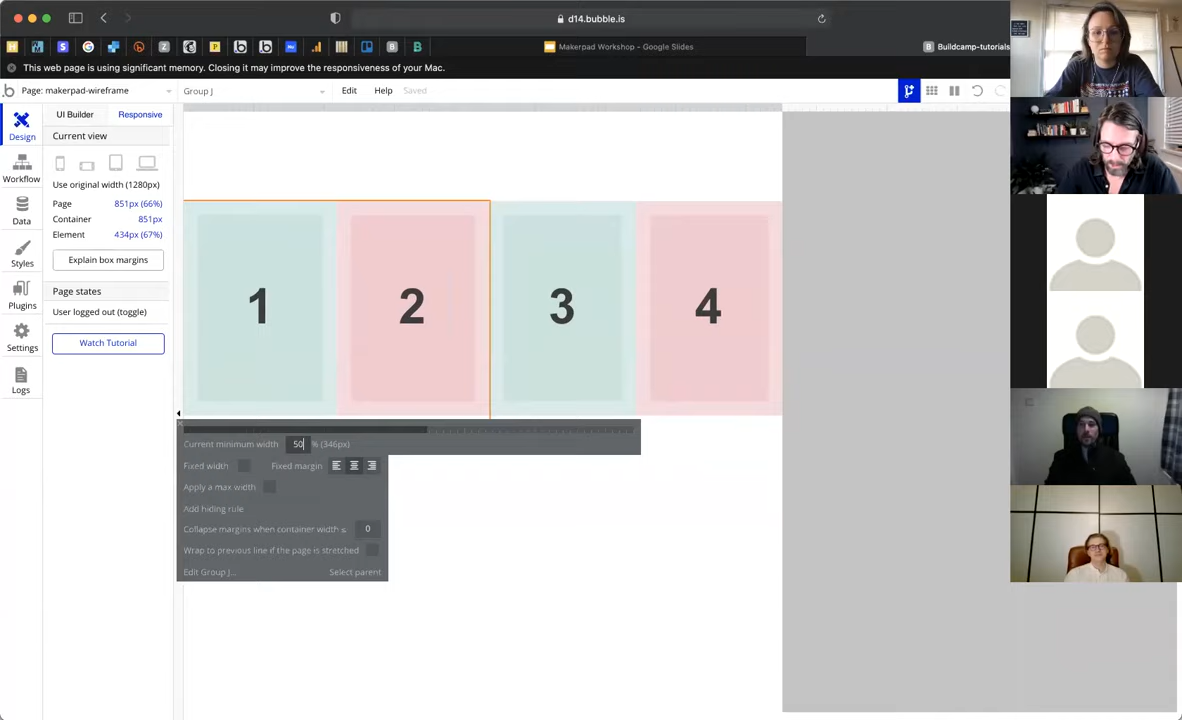 d14.bubble.is
Makerpad Workshop - Google Slides
Buildcamp-tutorials
This web page is using significant memory. Closing it may improve the responsiveness of your Mac.
Page: makerpad-wireframe
Group J
Edit
Help
Saved
UI Builder
Responsive
Design
Workflow
Data
Styles
Plugins
Settings
Logs
Current view
Use original width (1280px)
Page 851px (66%)
Container 851px
Element 434px (67%)
Explain box margins
Page states
User logged out (toggle)
Watch Tutorial
1 2 3 4
Current minimum width 50 % (346px)
Fixed width Fixed margin
Apply a max width
Add hiding rule
Collapse margins when container width ≤ 0
Wrap to previous line if the page is stretched
Edit Group J... Select parent